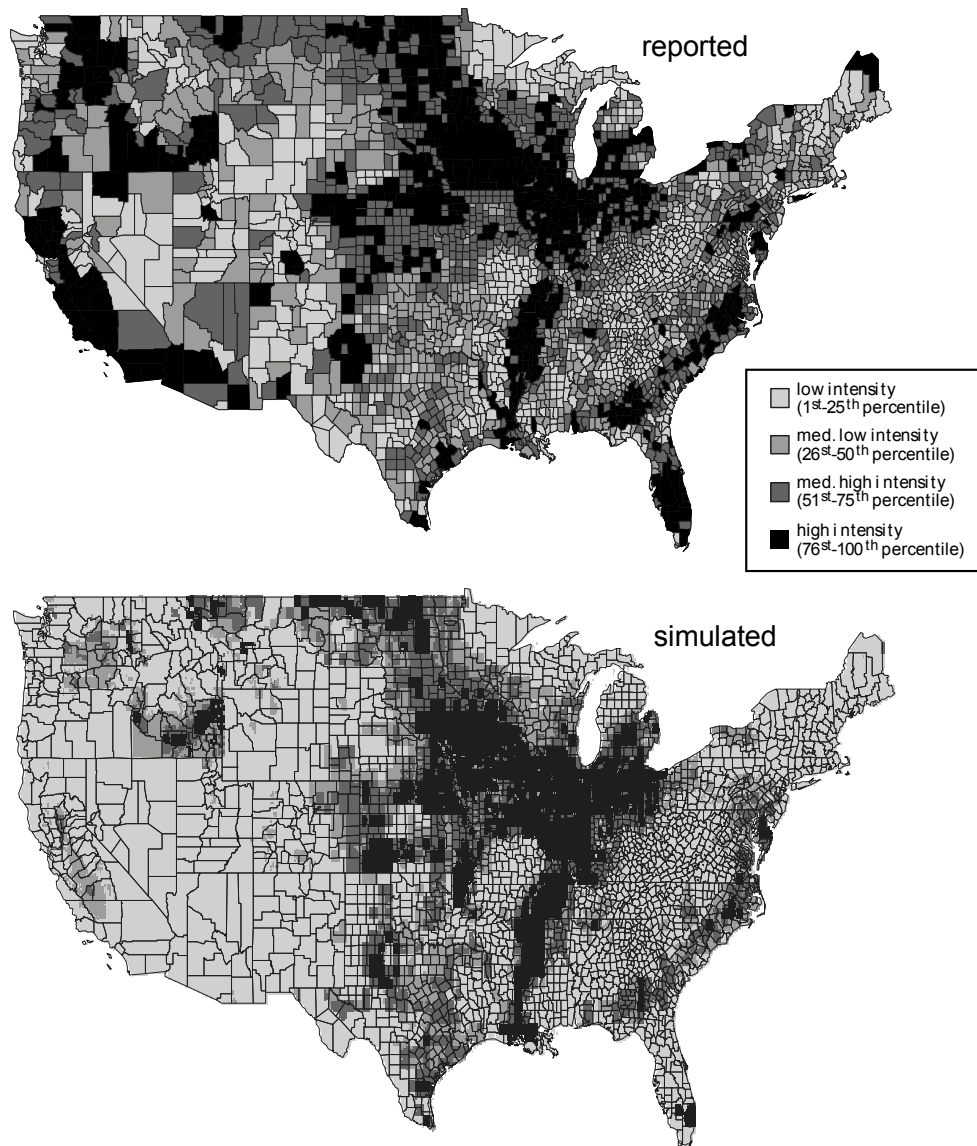 reported
low intensity
(1st-25th percentile)
med. low intensity
(26st-50th percentile)
med. high intensity
(51st-75th percentile)
high intensity
(76st-100th percentile)
simulated